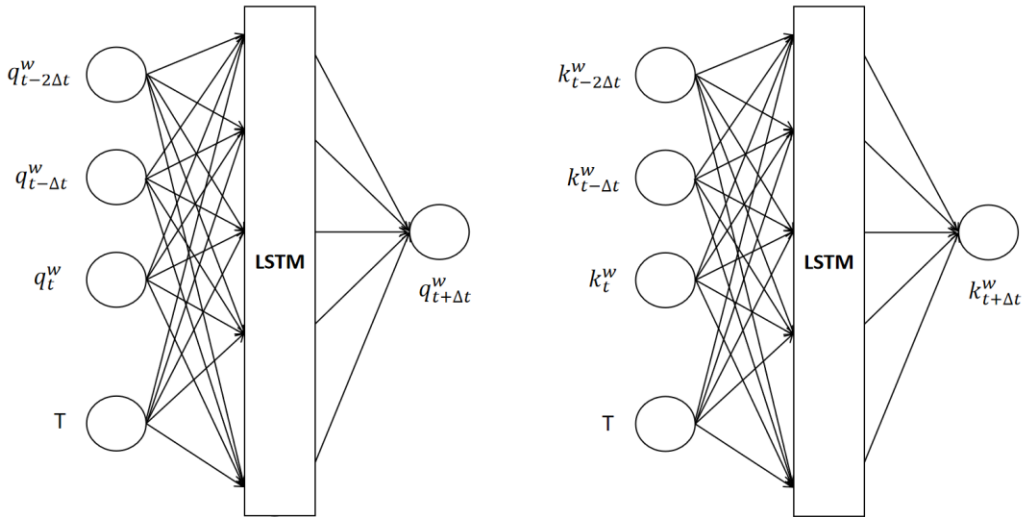 q^w_{t-2Δt}
q^w_{t-Δt}
q^w_t
T
LSTM
q^w_{t+Δt}
k^w_{t-2Δt}
k^w_{t-Δt}
k^w_t
T
LSTM
k^w_{t+Δt}